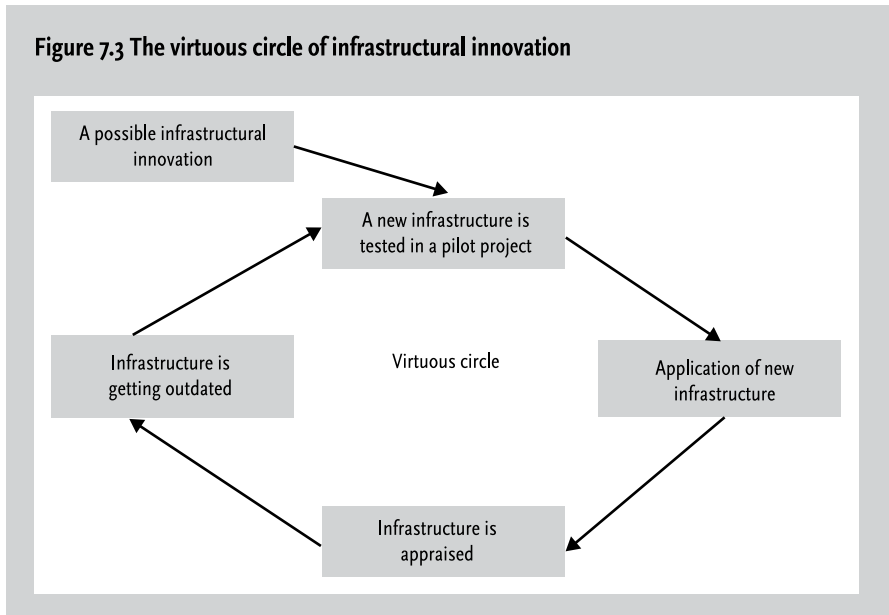 Figure 7.3 The virtuous circle of infrastructural innovation
A possible infrastructural
innovation
A new infrastructure is
tested in a pilot project
Infrastructure is
getting outdated
Virtuous circle
Application of new
infrastructure
Infrastructure is
appraised